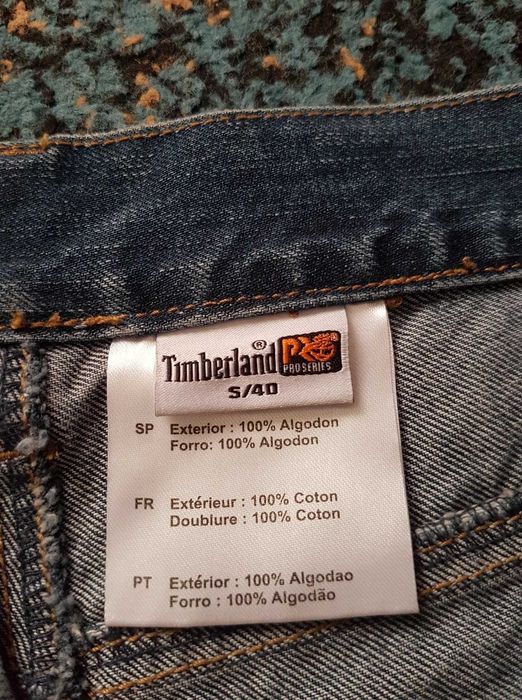 Timberland®
PRO
PRO SERIES
S/40
SP Exterior : 100% Algodon
Forro: 100% Algodon
FR Extérieur : 100% Coton
Doublure : 100% Coton
PT Extérior : 100% Algodao
Forro : 100% Algodão